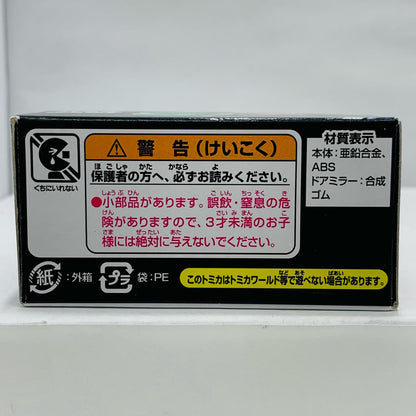 ⚠警告(けいこく)
ほごしゃ かた かなら よ
保護者の方へ、必ずお読みください。
しょうぶひん ごいん ちっそく き
●小部品があります。誤飲・窒息の危
けん さいみまん こ
険がありますので、3才未満のお子
さま ぜったい あた
様には絶対に与えないでください。
くちにいれない
材質表示
本体:亜鉛合金、
ABS
ドアミラー:合成
ゴム
紙:外箱 プラ 袋:PE
など あそ ばあい
このトミカはトミカワールド等で遊べない場合があります。